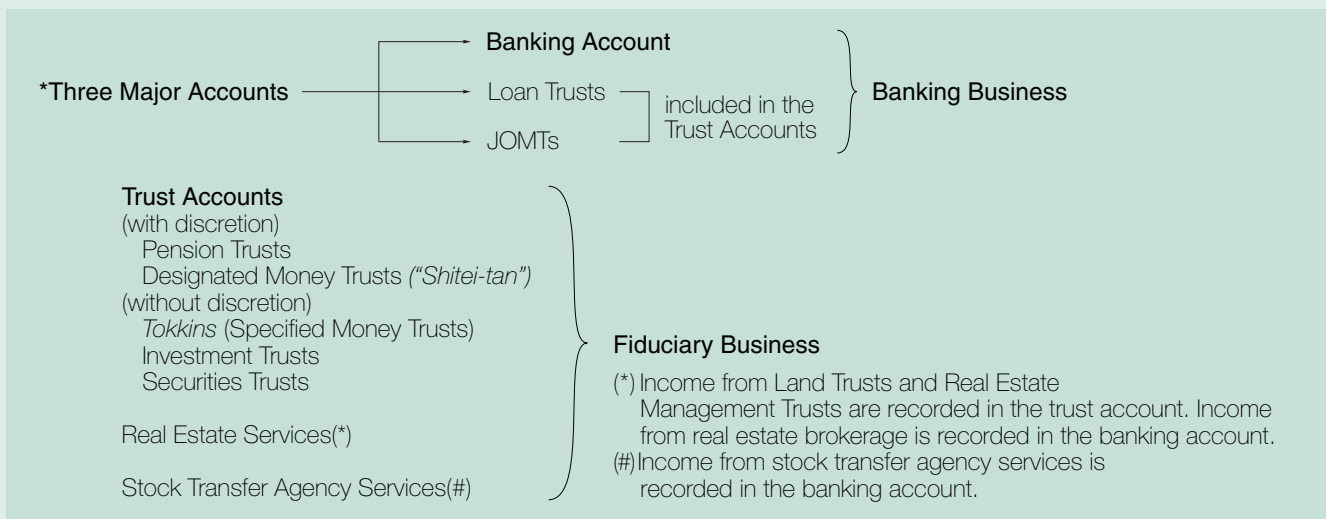 Banking Account
*Three Major Accounts
Loan Trusts
included in the
Trust Accounts
Banking Business
JOMTs
Trust Accounts
(with discretion)
Pension Trusts
Designated Money Trusts (“Shitei-tan”)
(without discretion)
Tokkins (Specified Money Trusts)
Investment Trusts
Securities Trusts
Real Estate Services(*)
Stock Transfer Agency Services(#)
Fiduciary Business
(*) Income from Land Trusts and Real Estate
Management Trusts are recorded in the trust account. Income
from real estate brokerage is recorded in the banking account.
(#)Income from stock transfer agency services is
recorded in the banking account.